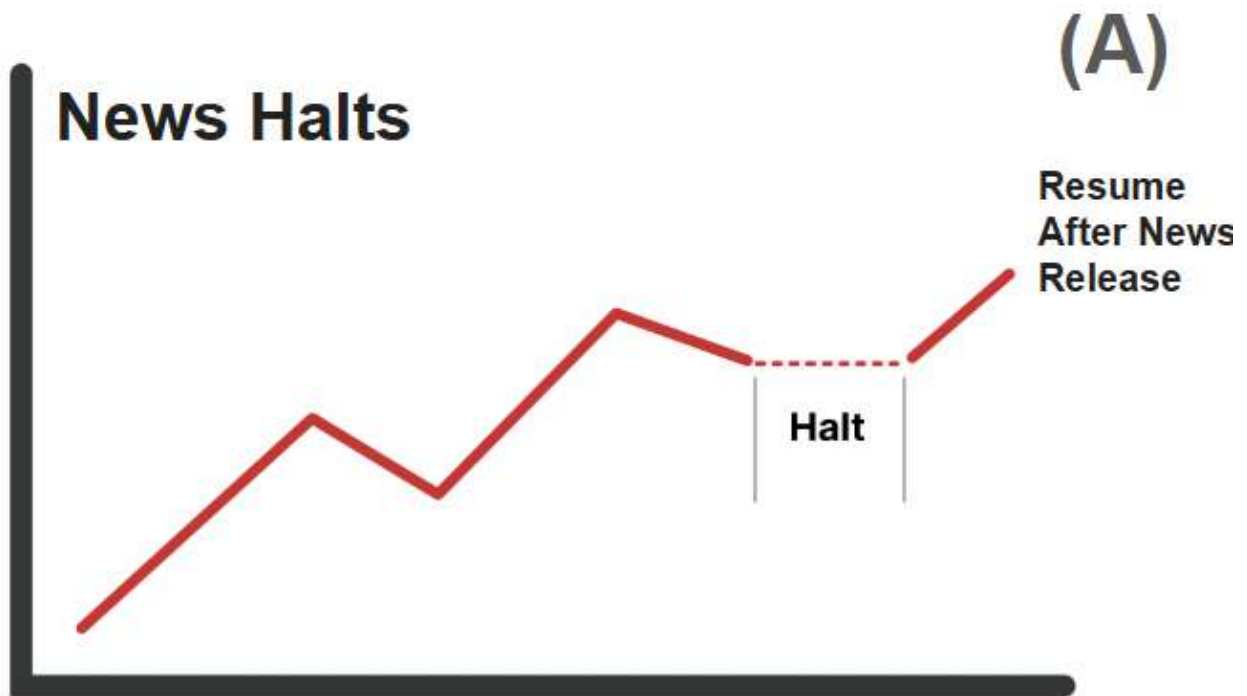 (A)
News Halts
Resume
After News
Release
Halt